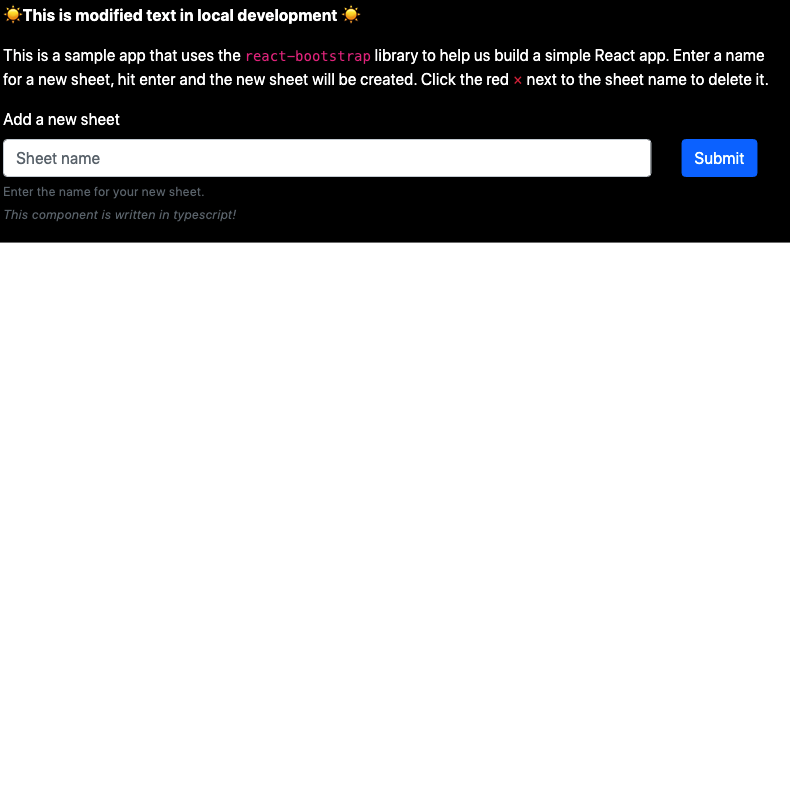 ☀️This is modified text in local development ☀️
This is a sample app that uses the react-bootstrap library to help us build a simple React app. Enter a name
for a new sheet, hit enter and the new sheet will be created. Click the red × next to the sheet name to delete it.
Add a new sheet
Sheet name Submit
Enter the name for your new sheet.
This component is written in typescript!